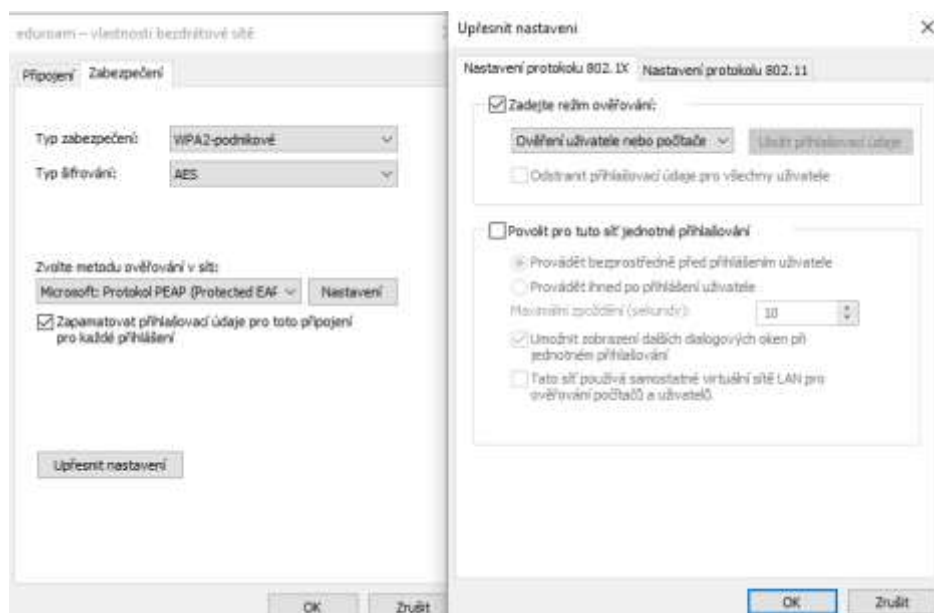 eduroam – vlastnosti bezdrátové sítě
Připojení
Zabezpečení
Typ zabezpečení:
WPA2-podnikové
Typ šifrování:
AES
Zvolte metodu ověřování v síti:
Microsoft: Protokol PEAP (Protected EAP
Nastavení
Zapamatovat přihlašovací údaje pro toto připojení
pro každé přihlášení
Upřesnit nastavení
OK
Zrušit
Upřesnit nastavení
Nastavení protokolu 802.1X
Nastavení protokolu 802.11
Zadejte režim ověřování:
Ověření uživatele nebo počítače
Uložit přihlašovací údaje
Odstranit přihlašovací údaje pro všechny uživatele
Povolit pro tuto síť jednotné přihlašování
Provádět bezprostředně před přihlášením uživatele
Provádět ihned po přihlášení uživatele
Maximální zpoždění (sekundy):
10
Umožnit zobrazení dalších dialogových oken při
jednotném přihlašování
Tato síť používá samostatné virtuální sítě LAN pro
ověřování počítačů a uživatelů
OK
Zrušit